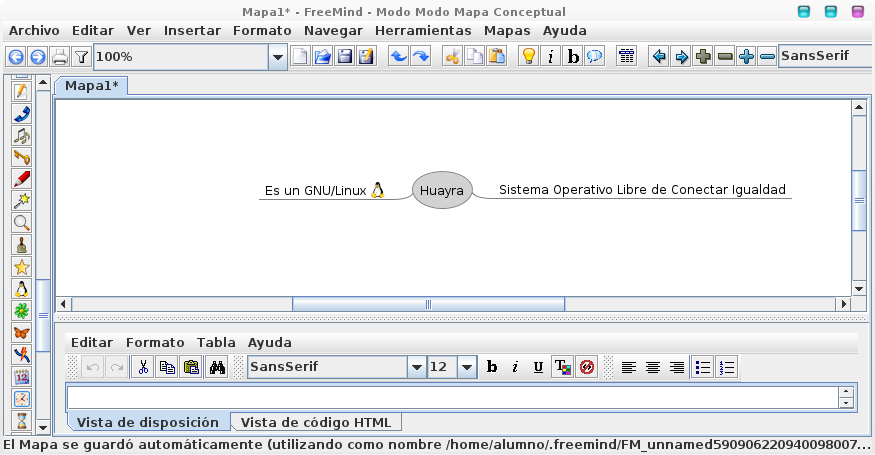 Mapa1* - FreeMind - Modo Modo Mapa Conceptual
Archivo Editar Ver Insertar Formato Navegar Herramientas Mapas Ayuda
100% i b SansSerif
Mapa1*
Es un GNU/Linux Huayra Sistema Operativo Libre de Conectar Igualdad
12
Editar Formato Tabla Ayuda
SansSerif 12 b i U T
Vista de disposición Vista de código HTML
El Mapa se guardó automáticamente (utilizando como nombre /home/alumno/.freemind/FM_unnamed590906220940098007...